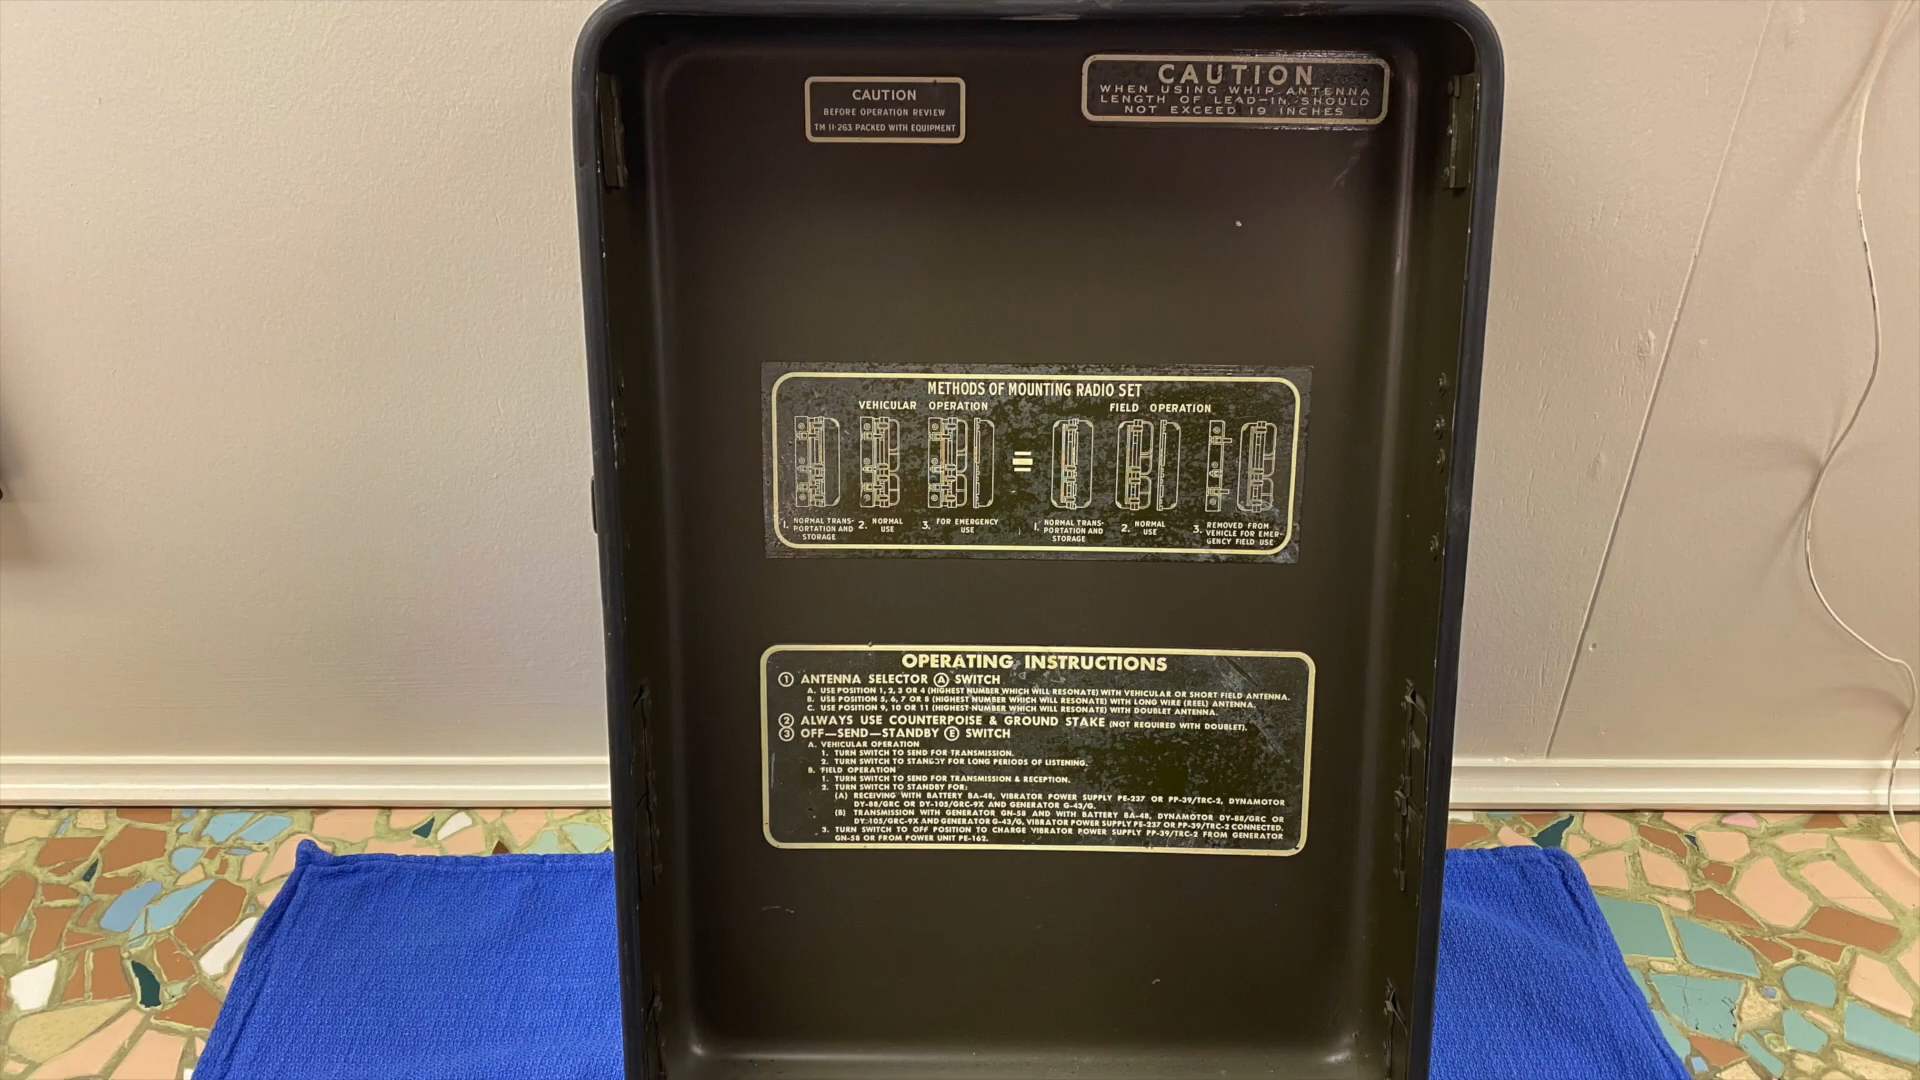 CAUTION
BEFORE OPERATION REVIEW
TM 11-263 PACKED WITH EQUIPMENT
CAUTION
WHEN USING WHIP ANTENNA
LENGTH OF LEAD-IN SHOULD
NOT EXCEED 19 INCHES
METHODS OF MOUNTING RADIO SET
VEHICULAR OPERATION
1. NORMAL TRANS-
PORTATION AND
STORAGE
2. NORMAL
USE
3. FOR EMERGENCY
USE
FIELD OPERATION
1. NORMAL TRANS-
PORTATION AND
STORAGE
2. NORMAL
USE
3. REMOVED FROM
VEHICLE FOR EMER-
GENCY FIELD USE
OPERATING INSTRUCTIONS
1 ANTENNA SELECTOR A SWITCH
A. USE POSITION 1, 2, 3 OR 4 (HIGHEST NUMBER WHICH WILL RESONATE) WITH VEHICULAR OR SHORT FIELD ANTENNA.
B. USE POSITION 5, 6, 7 OR 8 (HIGHEST NUMBER WHICH WILL RESONATE) WITH LONG WIRE (REEL) ANTENNA.
C. USE POSITION 9, 10 OR 11 (HIGHEST NUMBER WHICH WILL RESONATE) WITH DOUBLET ANTENNA.
2 ALWAYS USE COUNTERPOISE & GROUND STAKE (NOT REQUIRED WITH DOUBLET).
3 OFF—SEND—STANDBY E SWITCH
A. VEHICULAR OPERATION
1. TURN SWITCH TO SEND FOR TRANSMISSION.
2. TURN SWITCH TO STANDBY FOR LONG PERIODS OF LISTENING.
B. FIELD OPERATION
1. TURN SWITCH TO SEND FOR TRANSMISSION & RECEPTION.
2. TURN SWITCH TO STANDBY FOR:
(A) RECEIVING WITH BATTERY BA-48, VIBRATOR POWER SUPPLY PE-237 OR PP-39/TRC-2, DYNAMOTOR
DY-88/GRC OR DY-105/GRC-9X AND GENERATOR G-43/G.
(B) TRANSMISSION WITH GENERATOR GN-58 AND WITH BATTERY BA-48, DYNAMOTOR DY-88/GRC OR
DY-105/GRC-9X AND GENERATOR G-43/G, VIBRATOR POWER SUPPLY PE-237 OR PP-39/TRC-2 CONNECTED.
3. TURN SWITCH TO OFF POSITION TO CHARGE VIBRATOR POWER SUPPLY PP-39/TRC-2 FROM GENERATOR
GN-58 OR FROM POWER UNIT PE-162.